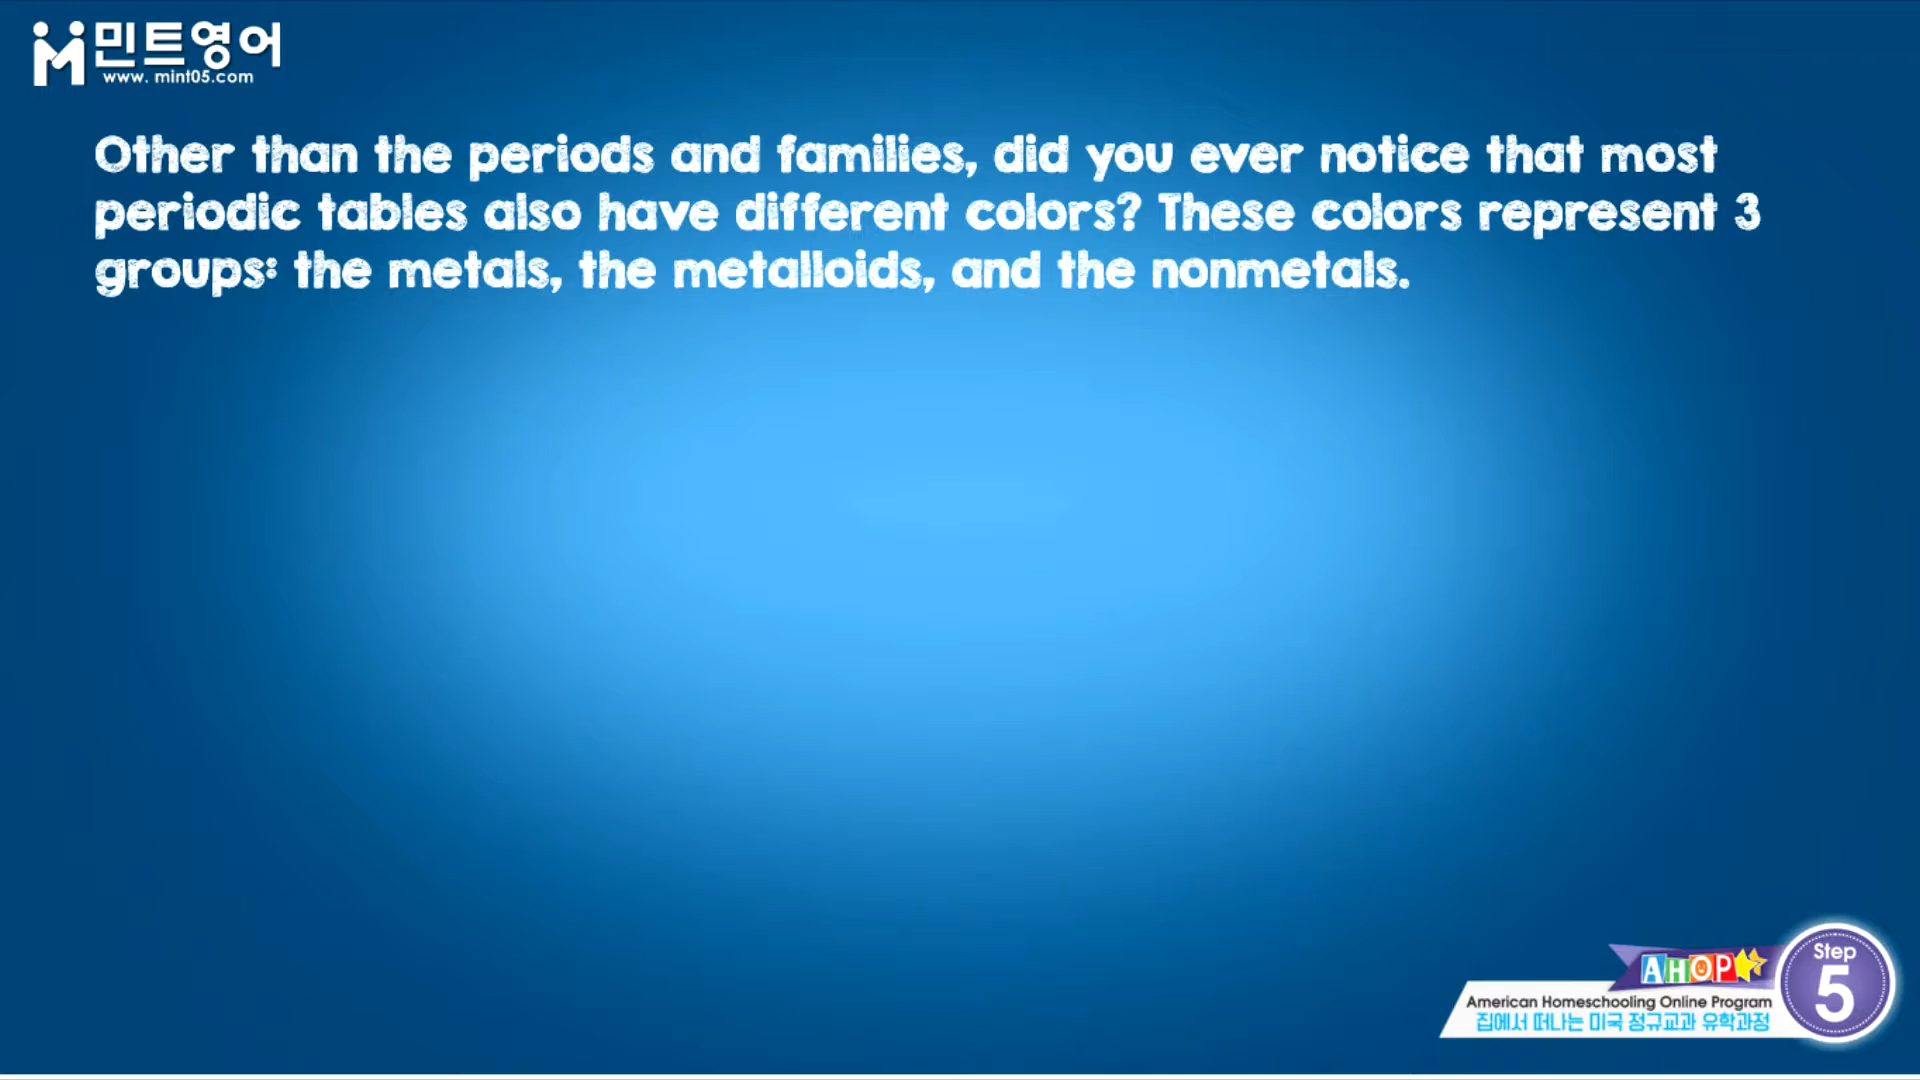 민트영어
www. mint05.com
Other than the periods and families, did you ever notice that most
periodic tables also have different colors? These colors represent 3
groups: the metals, the metalloids, and the nonmetals.
AHOP
Step
5
American Homeschooling Online Program
집에서 떠나는 미국 정규교과 유학과정